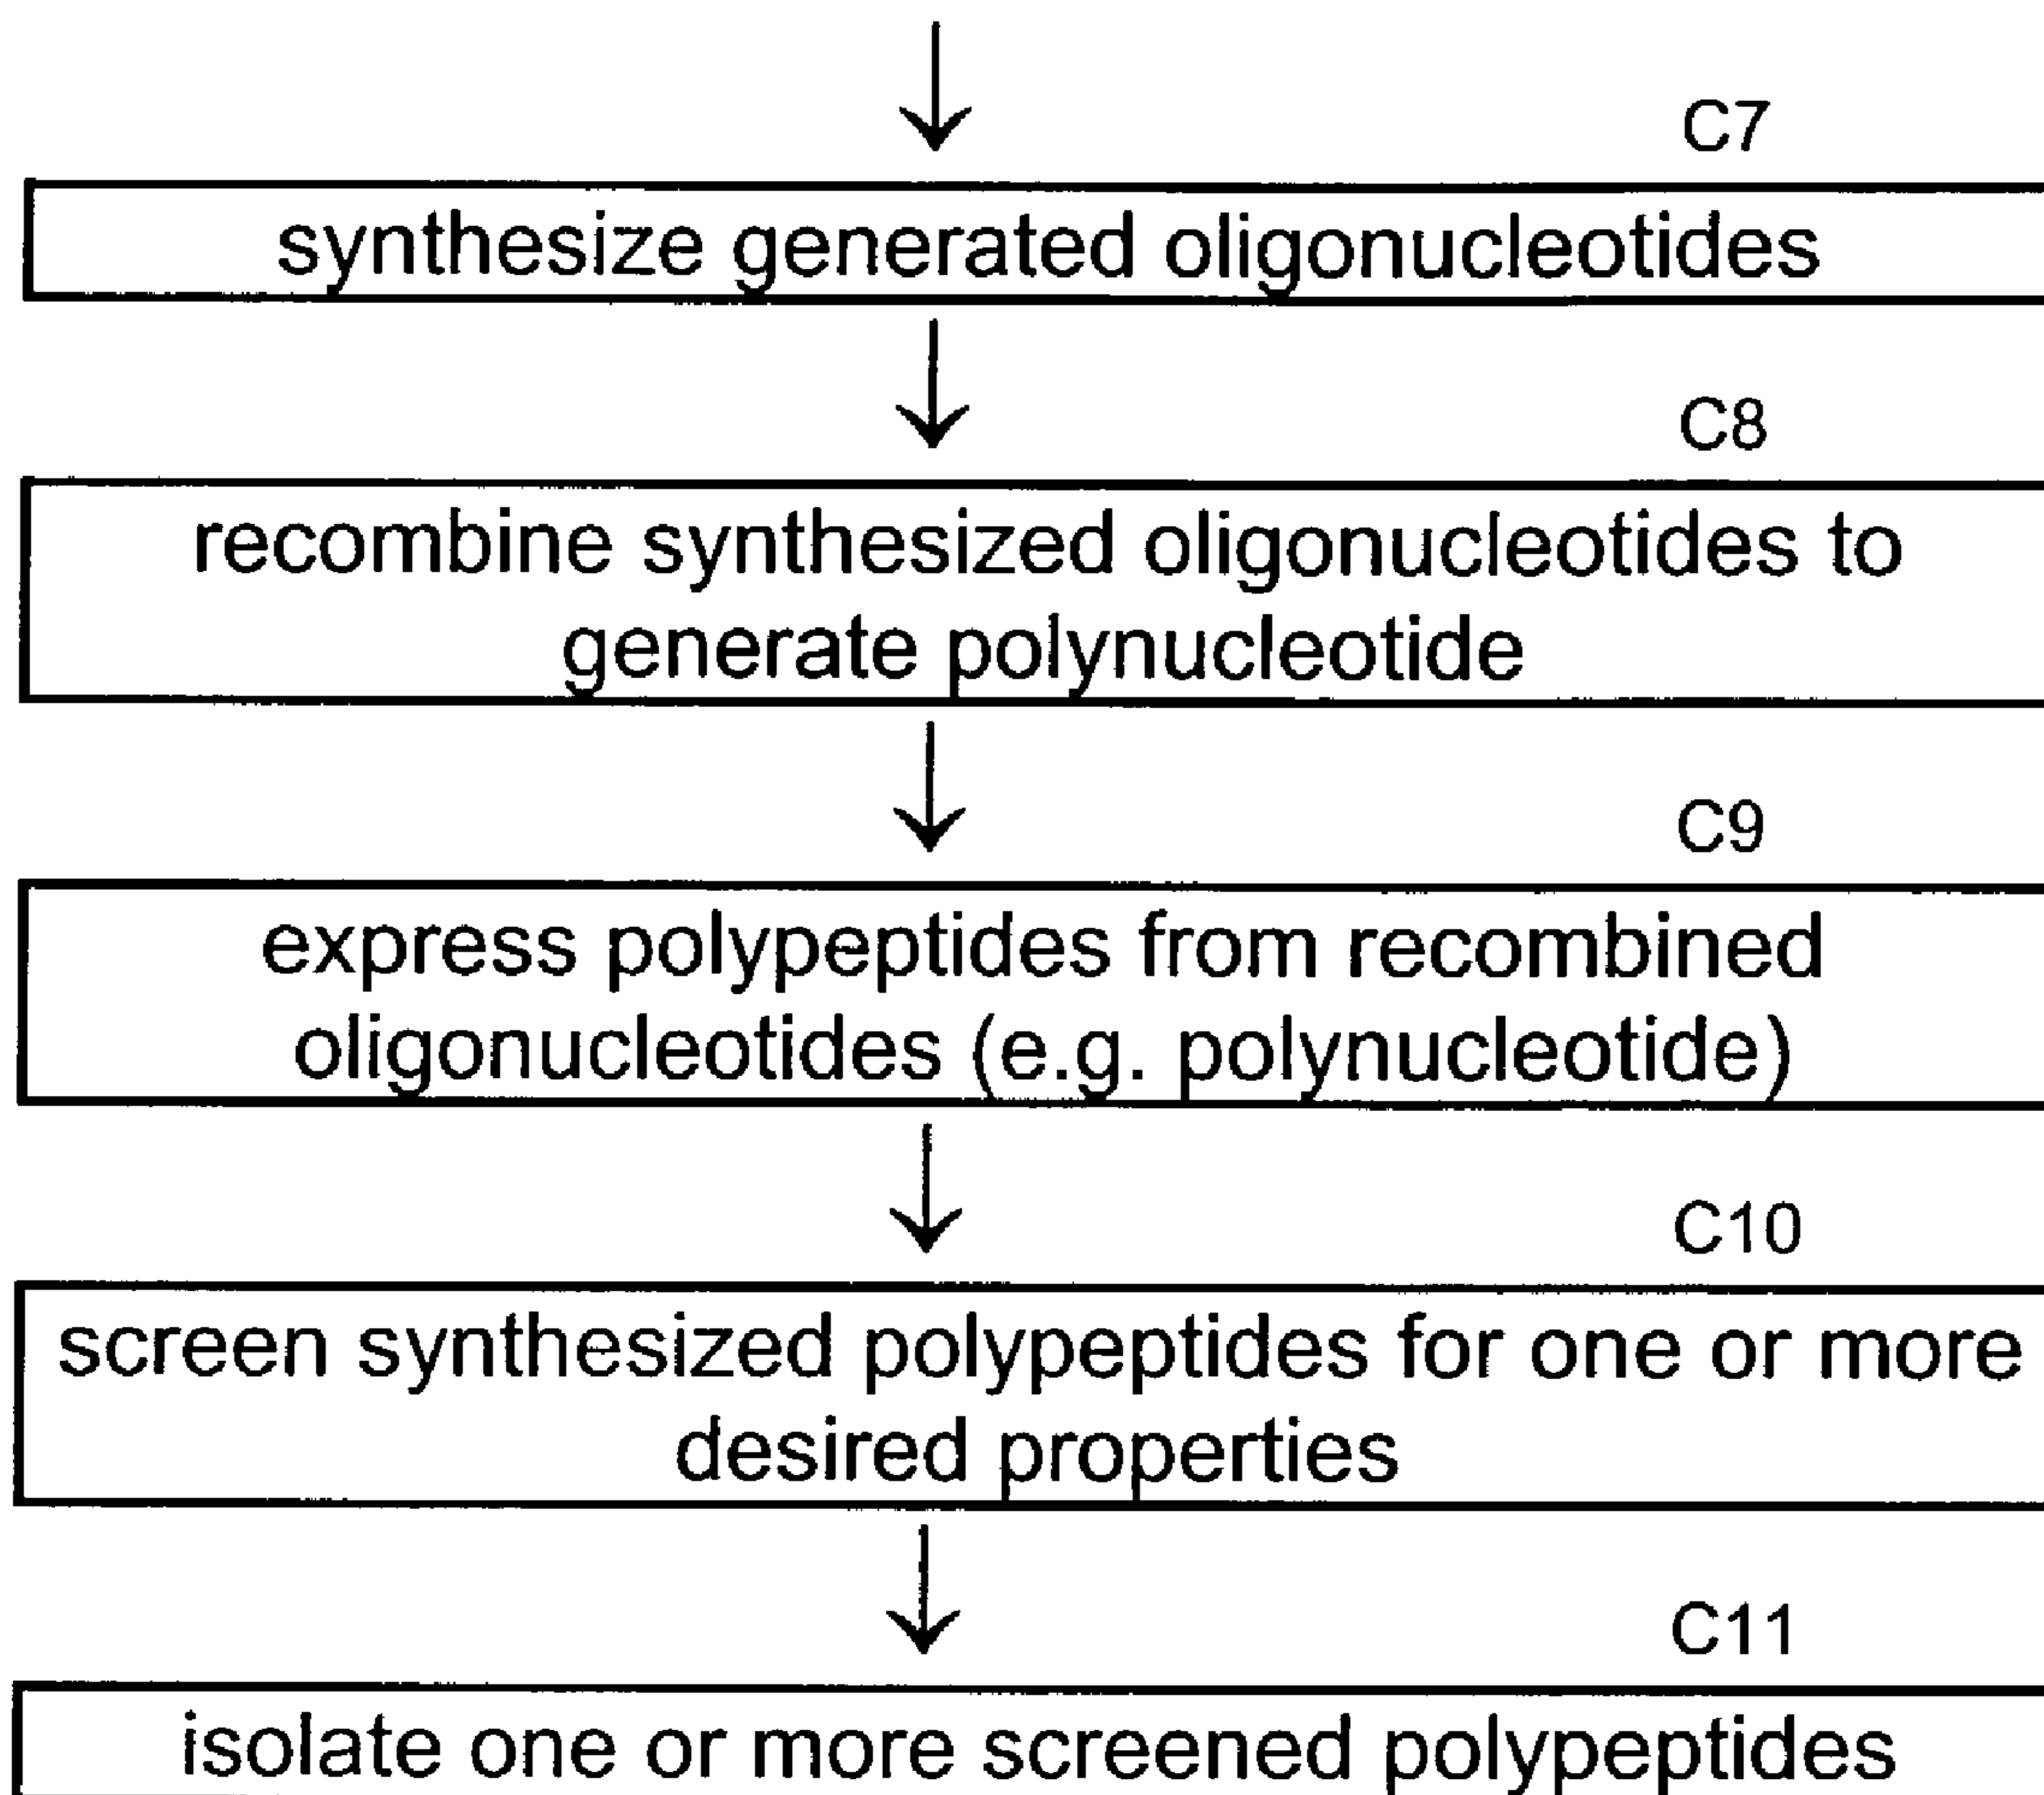 C7
synthesize generated oligonucleotides
C8
recombine synthesized oligonucleotides to
generate polynucleotide
C9
express polypeptides from recombined
oligonucleotides (e.g. polynucleotide)
C10
screen synthesized polypeptides for one or more
desired properties
C11
isolate one or more screened polypeptides